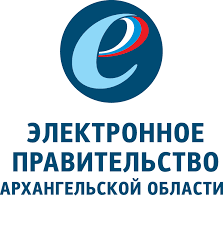 ЭЛЕКТРОННОЕ
ПРАВИТЕЛЬСТВО
АРХАНГЕЛЬСКОЙ ОБЛАСТИ